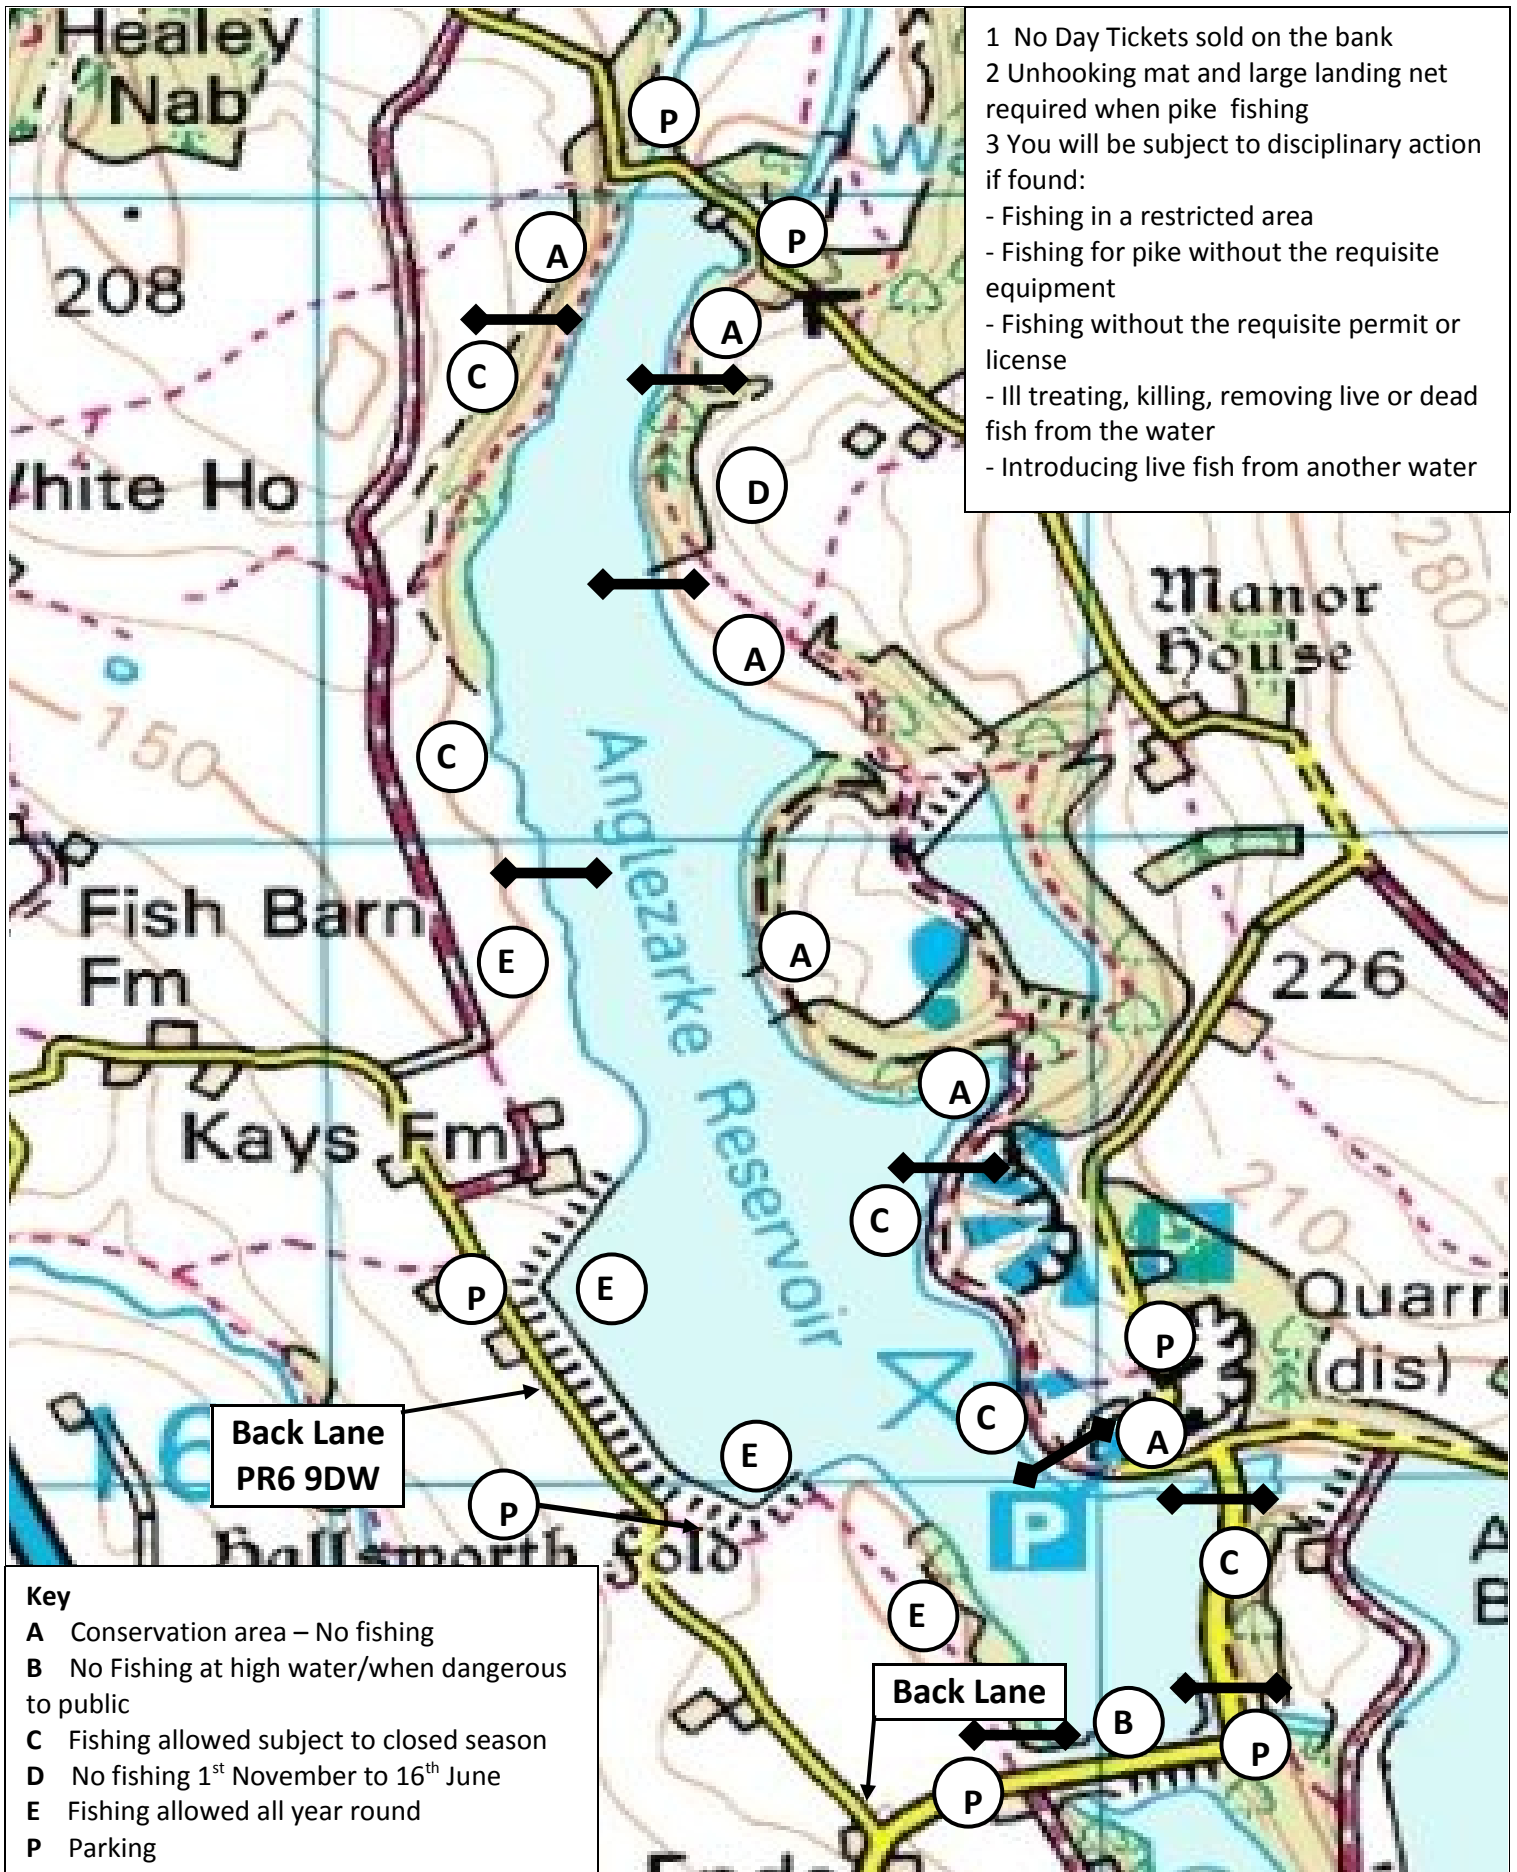 Healey
Nab
P
1 No Day Tickets sold on the bank
2 Unhooking mat and large landing net
required when pike fishing
3 You will be subject to disciplinary action
if found:
- Fishing in a restricted area
- Fishing for pike without the requisite
equipment
- Fishing without the requisite permit or
license
- Ill treating, killing, removing live or dead
fish from the water
- Introducing live fish from another water
W
A
P
208
A
C
T
White Ho
D
280
Manor
House
A
150
C
Anglezarke Reservoir
Fish Barn
Fm
E
A
226
A
Kays Fm
C
210
P
E
P
Quarri
(dis)
Back Lane
PR6 9DW
16
C
A
E
P
P
Hallsworth Fold
C
A
B
E
Back Lane
B
P
P
Key
A Conservation area – No fishing
B No Fishing at high water/when dangerous
to public
C Fishing allowed subject to closed season
D No fishing 1st November to 16th June
E Fishing allowed all year round
P Parking